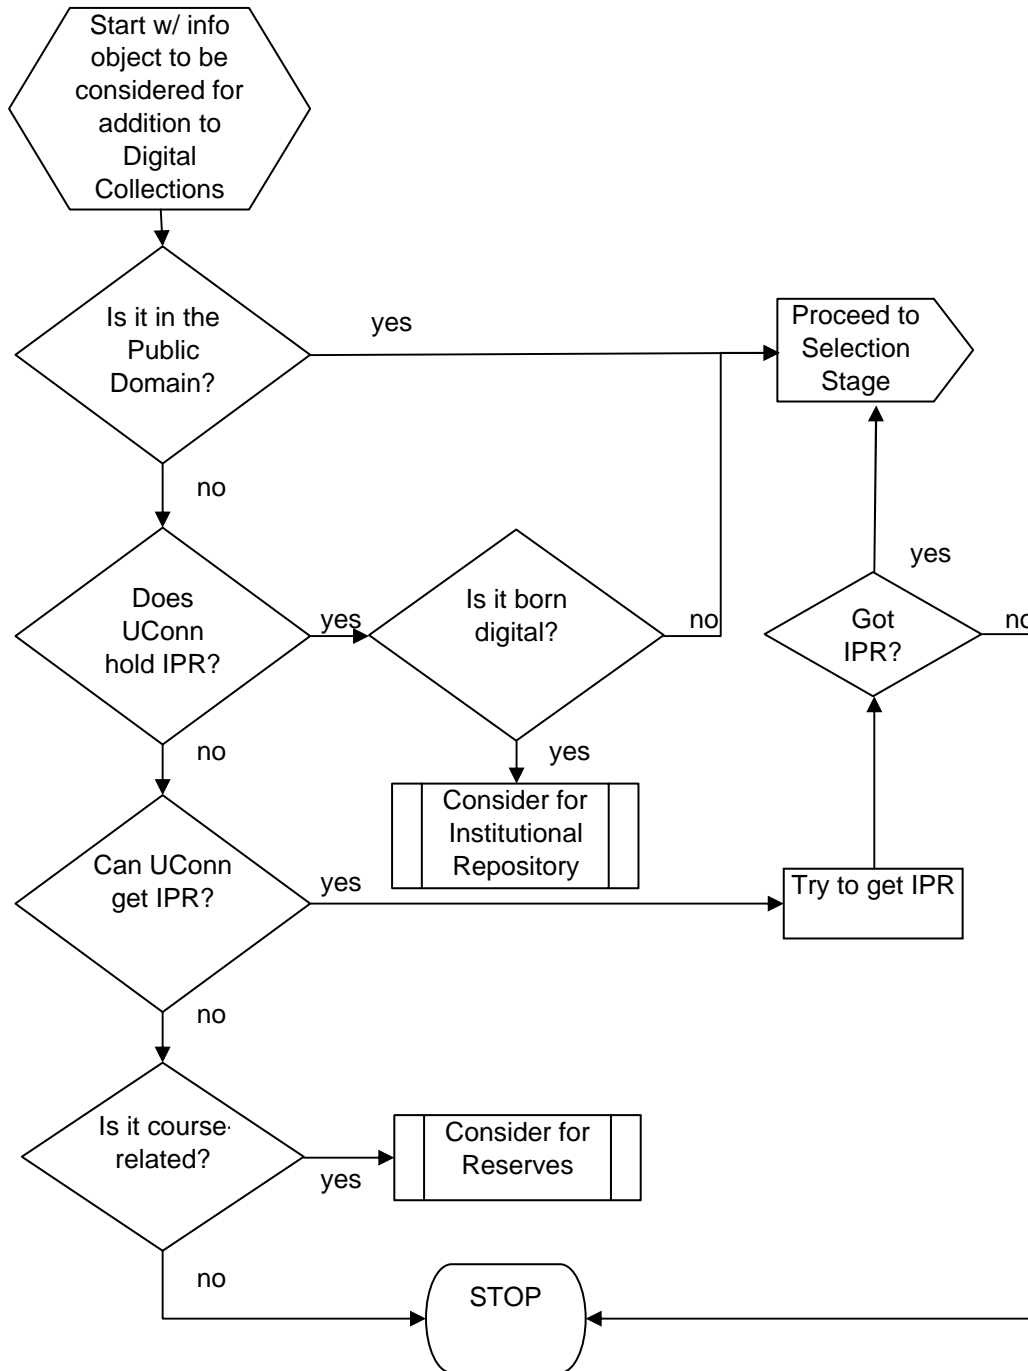 Start w/ info
object to be
considered for
addition to
Digital
Collections
Is it in the
Public
Domain?
yes
Proceed to
Selection
Stage
no
Does
UConn
hold IPR?
yes
Is it born
digital?
no
yes
Got
IPR?
no
no
yes
Consider for
Institutional
Repository
Can UConn
get IPR?
yes
Try to get IPR
no
Is it course-
related?
yes
Consider for
Reserves
no
STOP